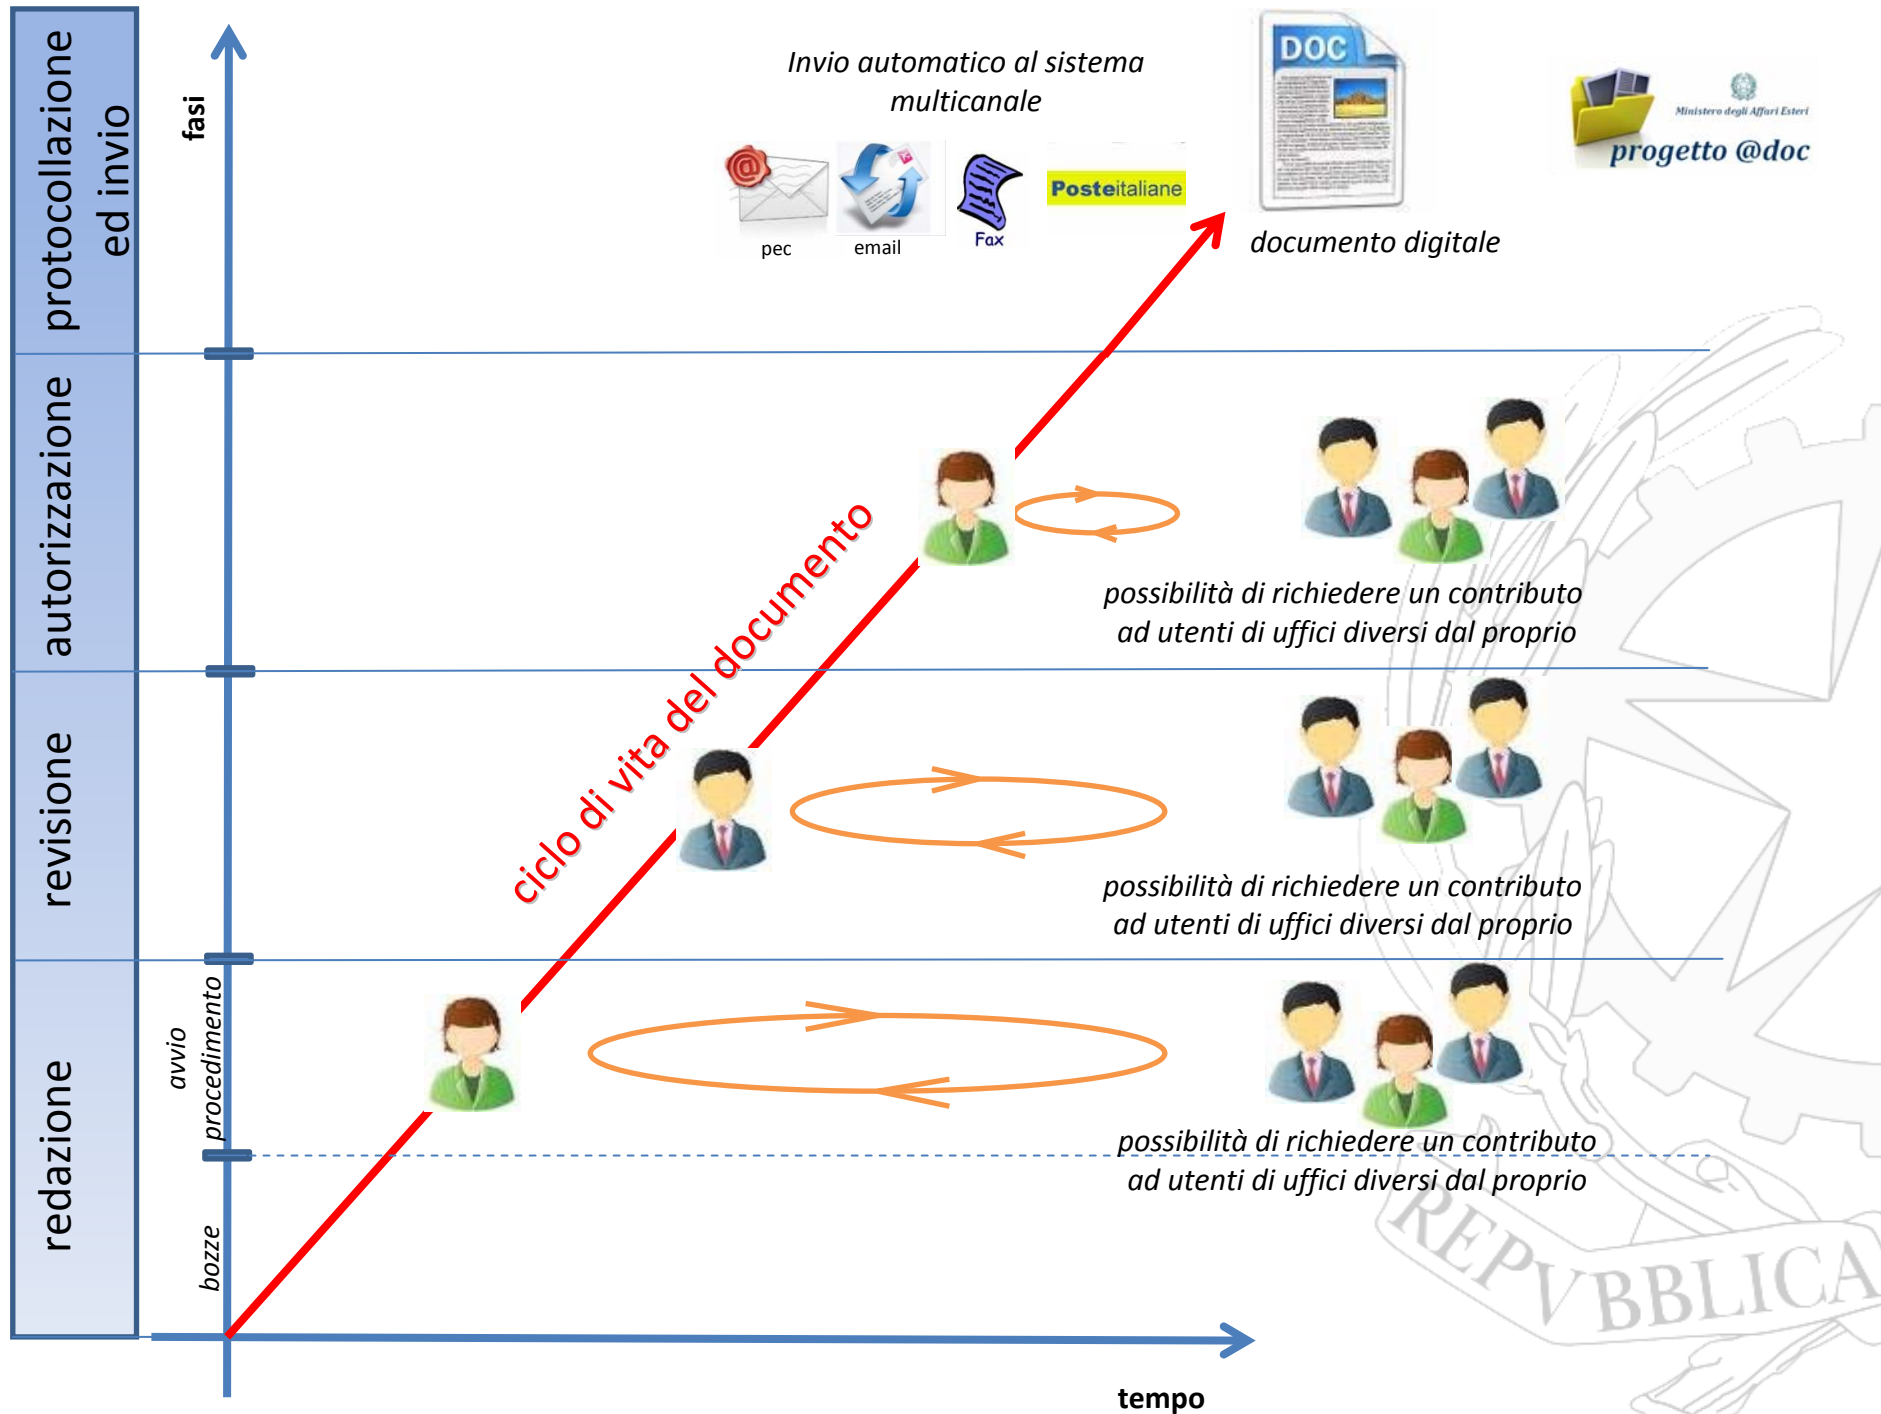 protocollazione
ed invio
fasi
Invio automatico al sistema
multicanale
pec
email
Fax
Posteitaliane
DOC
documento digitale
Ministero degli Affari Esteri
progetto @doc
autorizzazione
possibilità di richiedere un contributo
ad utenti di uffici diversi dal proprio
ciclo di vita del documento
revisione
possibilità di richiedere un contributo
ad utenti di uffici diversi dal proprio
redazione
avvio
procedimento
bozze
possibilità di richiedere un contributo
ad utenti di uffici diversi dal proprio
REPVBBLICA
tempo